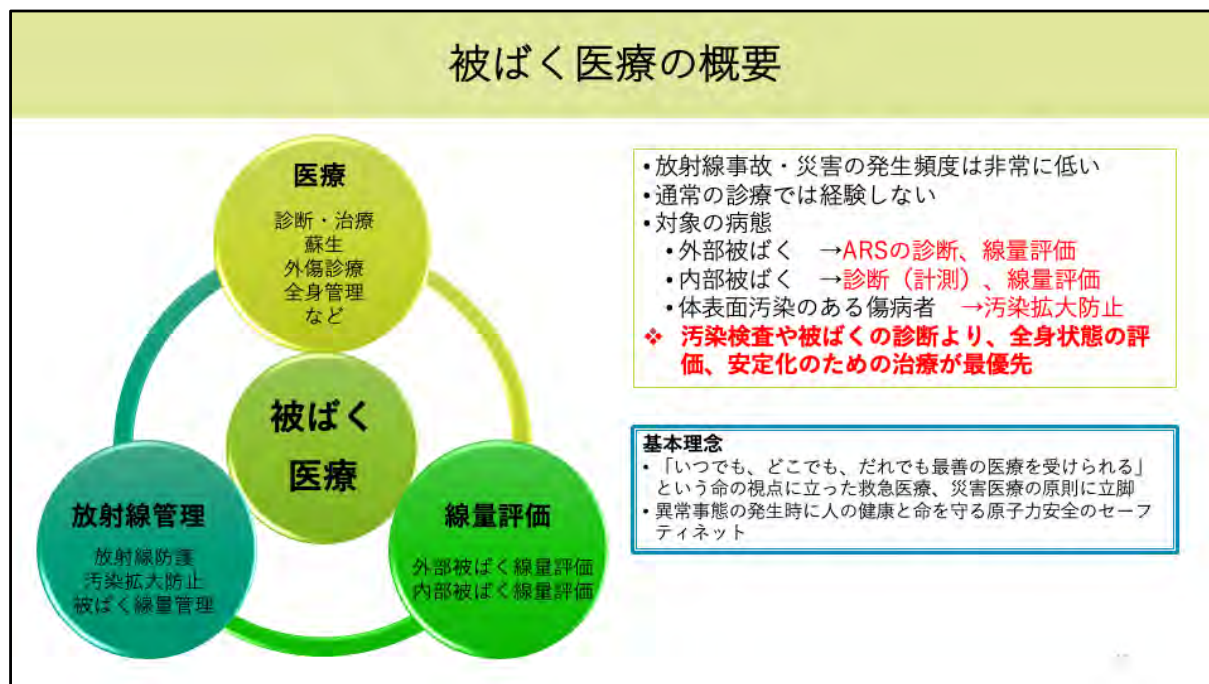 被ばく医療の概要
医療
診断・治療
蘇生
外傷診療
全身管理
など
被ばく
医療
放射線管理
放射線防護
汚染拡大防止
被ばく線量管理
線量評価
外部被ばく線量評価
内部被ばく線量評価
•放射線事故・災害の発生頻度は非常に低い
•通常の診療では経験しない
•対象の病態
•外部被ばく →ARSの診断、線量評価
•内部被ばく →診断（計測）、線量評価
•体表面汚染のある傷病者 →汚染拡大防止
❖ 汚染検査や被ばくの診断より、全身状態の評
価、安定化のための治療が最優先
基本理念
• 「いつでも、どこでも、だれでも最善の医療を受けられる」
という命の視点に立った救急医療、災害医療の原則に立脚
• 異常事態の発生時に人の健康と命を守る原子力安全のセーフ
ティネット